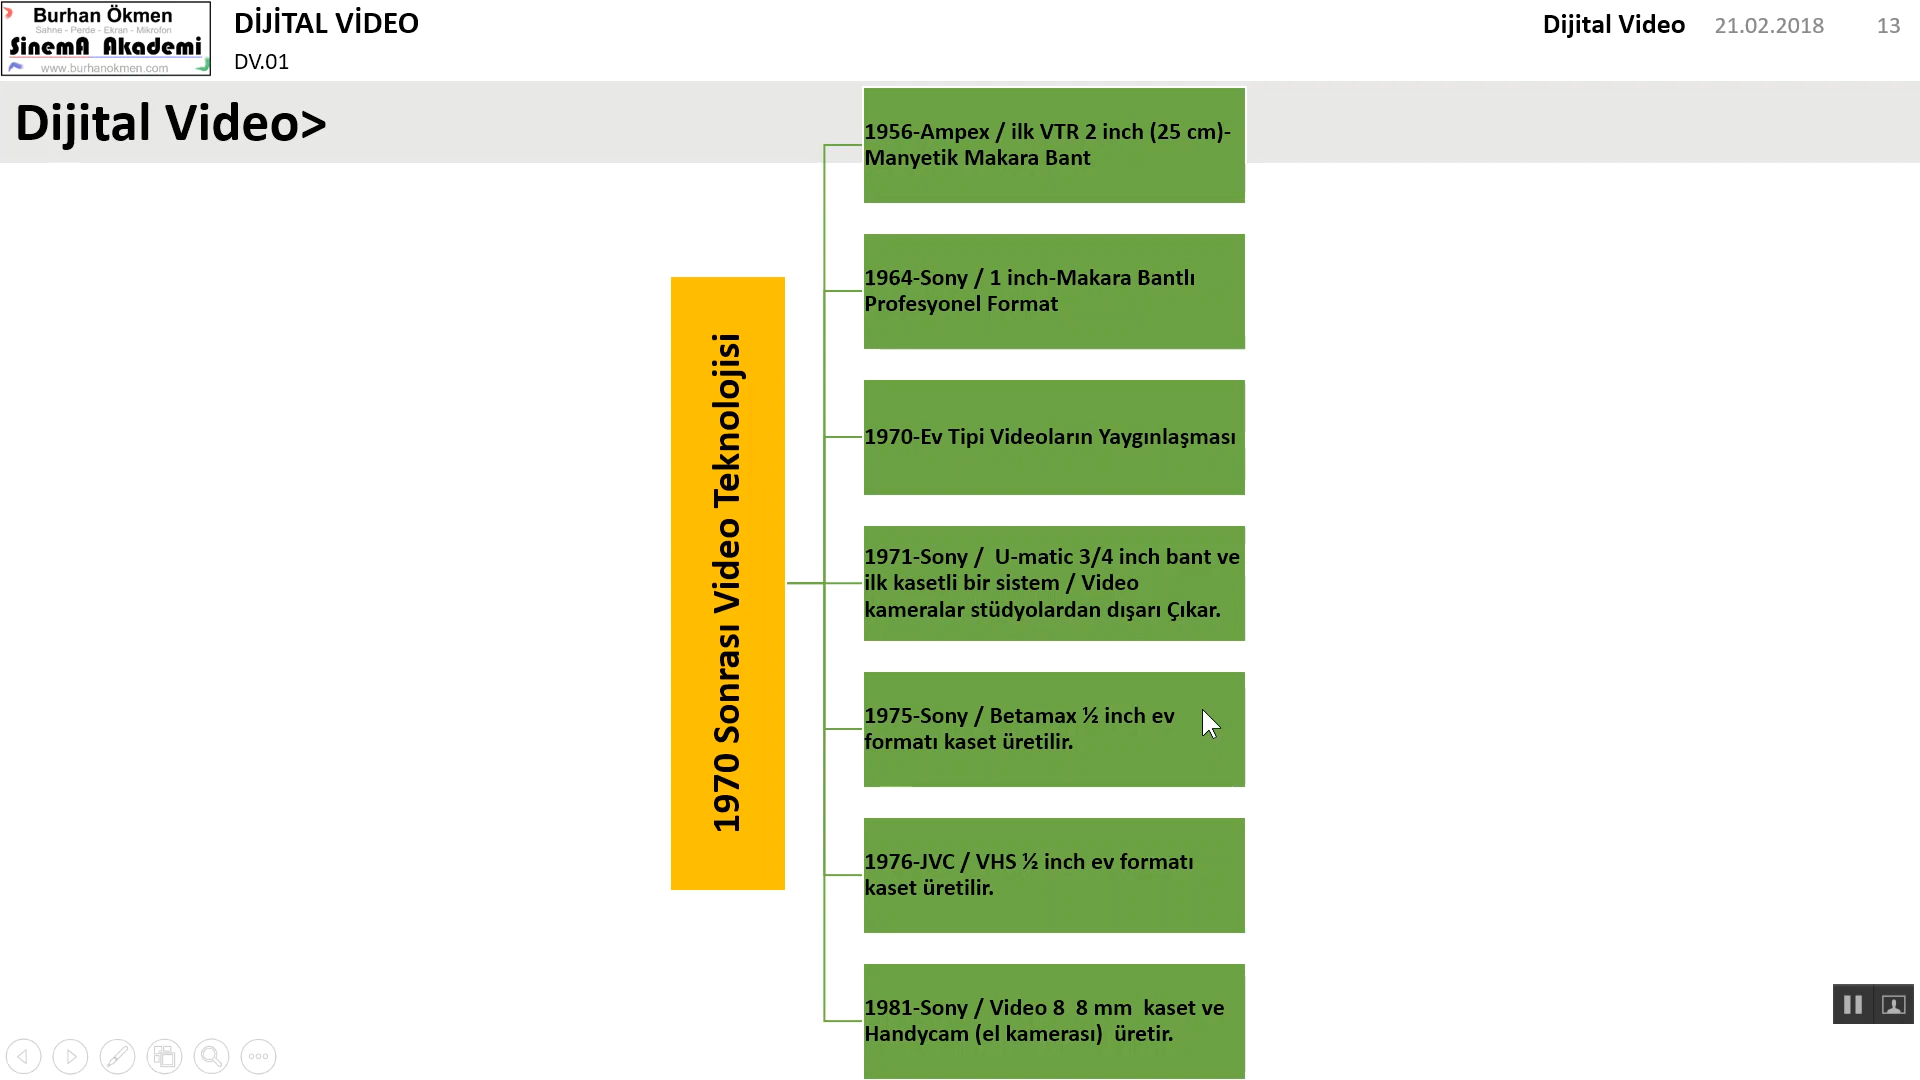 Burhan Ökmen
Sahne - Perde - Ekran - Mikrofon
SinemA Akademi
www.burhanokmen.com
DİJİTAL VİDEO
DV.01
Dijital Video
21.02.2018
13
Dijital Video>
1970 Sonrası Video Teknolojisi
1956-Ampex / ilk VTR 2 inch (25 cm)-
Manyetik Makara Bant
1964-Sony / 1 inch-Makara Bantlı
Profesyonel Format
1970-Ev Tipi Videoların Yaygınlaşması
1971-Sony /  U-matic 3/4 inch bant ve
ilk kasetli bir sistem / Video
kameralar stüdyolardan dışarı Çıkar.
1975-Sony / Betamax ½ inch ev
formatı kaset üretilir.
1976-JVC / VHS ½ inch ev formatı
kaset üretilir.
1981-Sony / Video 8  8 mm  kaset ve
Handycam (el kamerası)  üretir.